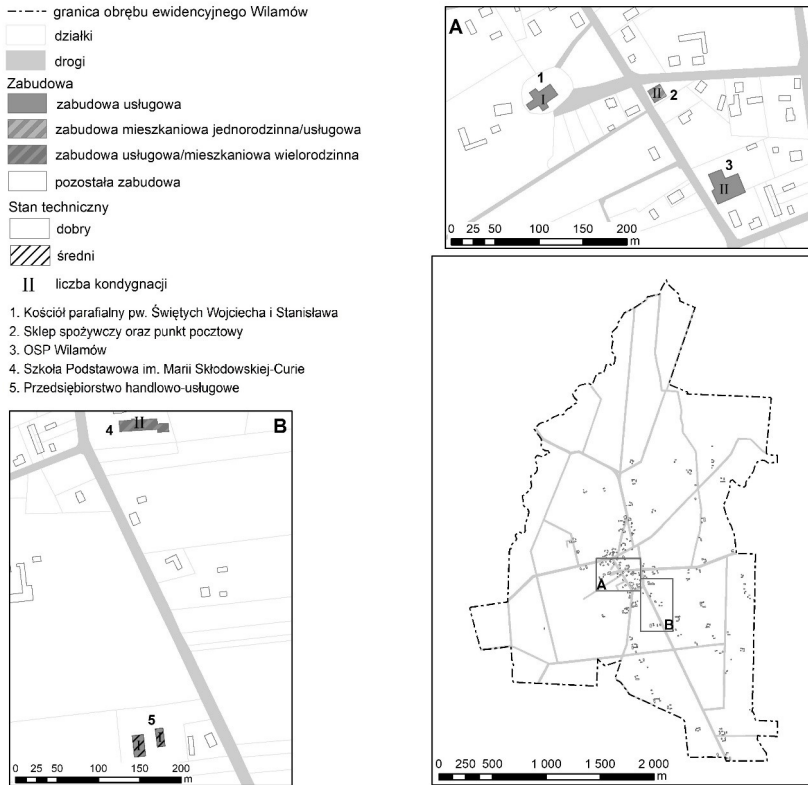 granica obrębu ewidencyjnego Wilamów
działki
drogi
Zabudowa
zabudowa usługowa
zabudowa mieszkaniowa jednorodzinna/usługowa
zabudowa usługowa/mieszkaniowa wielorodzinna
pozostała zabudowa
Stan techniczny
dobry
średni
II liczba kondygnacji
1. Kościół parafialny pw. Świętych Wojciecha i Stanisława
2. Sklep spożywczy oraz punkt pocztowy
3. OSP Wilamów
4. Szkoła Podstawowa im. Marii Skłodowskiej-Curie
5. Przedsiębiorstwo handlowo-usługowe
A
1
I
II 2
3
II
0 25 50 100 150 200
m
B
4 II
5
I I
0 25 50 100 150 200
m
A
B
0 250 500 1 000 1 500 2 000
m